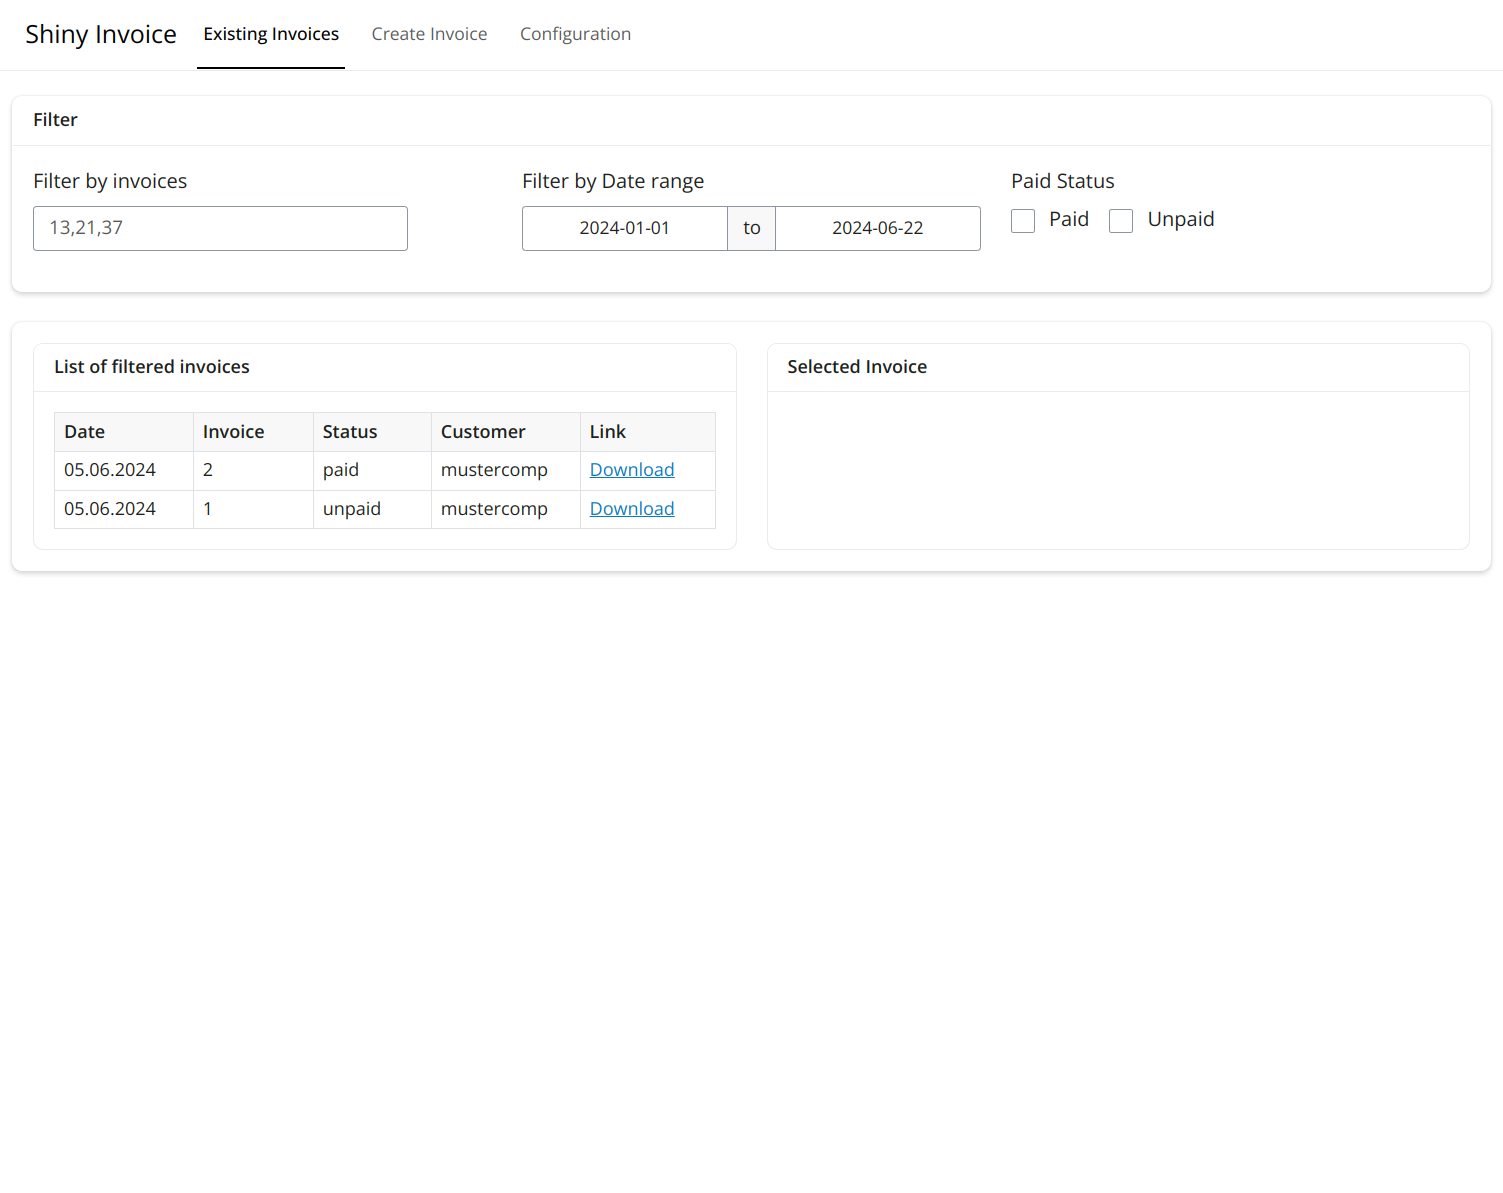 Shiny Invoice Existing Invoices Create Invoice Configuration
Filter
Filter by invoices Filter by Date range Paid Status
13,21,37 2024-01-01 to 2024-06-22 Paid Unpaid
List of filtered invoices Selected Invoice
Date Invoice Status Customer Link
05.06.2024 2 paid mustercomp Download
05.06.2024 1 unpaid mustercomp Download